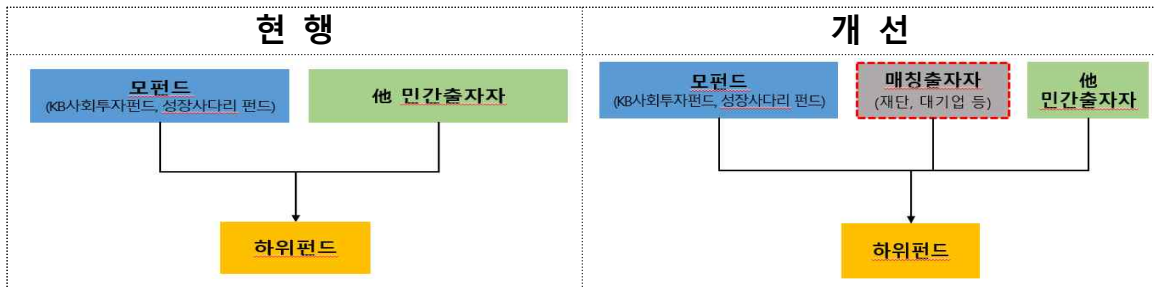 현 행
모펀드
(KB사회투자펀드, 성장사다리 펀드)
他 민간출자자
하위펀드
개 선
모펀드
(KB사회투자펀드, 성장사다리 펀드)
매칭출자자
(재단, 대기업 등)
他
민간출자자
하위펀드